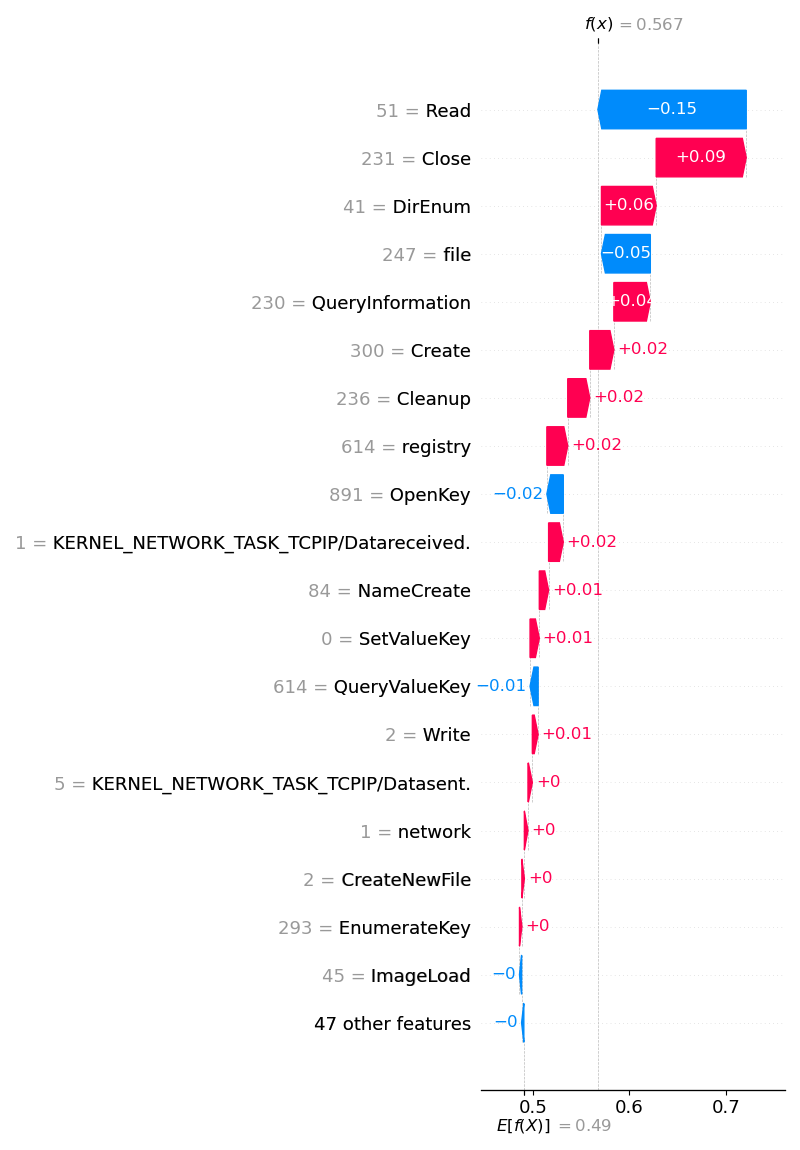 f(x) = 0.567
51 = Read −0.15
231 = Close +0.09
41 = DirEnum +0.06
247 = file −0.05
230 = QueryInformation +0.04
300 = Create +0.02
236 = Cleanup +0.02
614 = registry +0.02
891 = OpenKey −0.02
1 = KERNEL_NETWORK_TASK_TCPIP/Datareceived. +0.02
84 = NameCreate +0.01
0 = SetValueKey +0.01
614 = QueryValueKey −0.01
2 = Write +0.01
5 = KERNEL_NETWORK_TASK_TCPIP/Datasent. +0
1 = network +0
2 = CreateNewFile +0
293 = EnumerateKey +0
45 = ImageLoad −0
47 other features −0
0.5 0.6 0.7
E[f(X)] = 0.49